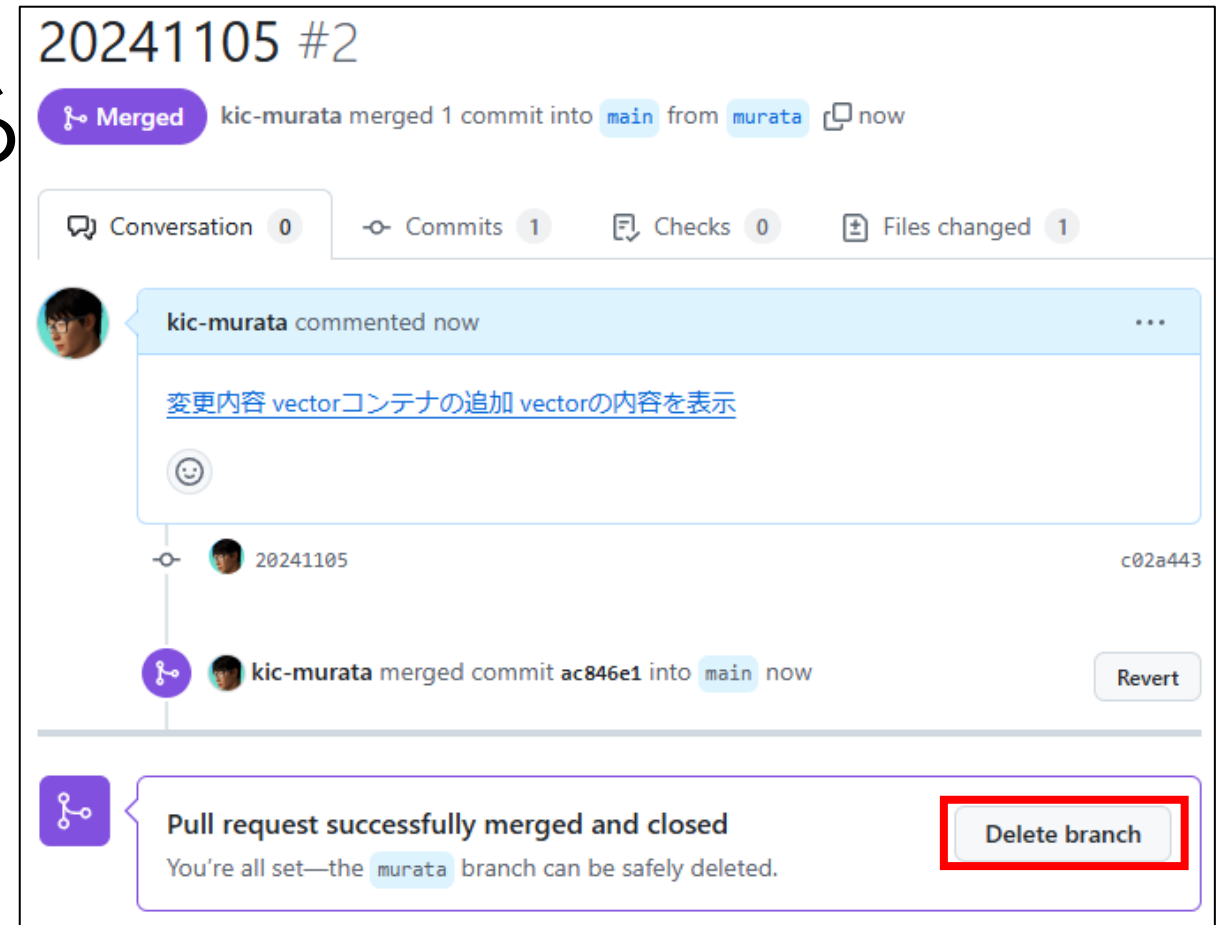 20241105 #2
る
Merged kic-murata merged 1 commit into main from murata now
Conversation 0 Commits 1 Checks 0 Files changed 1
kic-murata commented now
変更内容 vectorコンテナの追加 vectorの内容を表示
20241105 c02a443
kic-murata merged commit ac846e1 into main now Revert
Pull request successfully merged and closed
Delete branch
You're all set—the murata branch can be safely deleted.